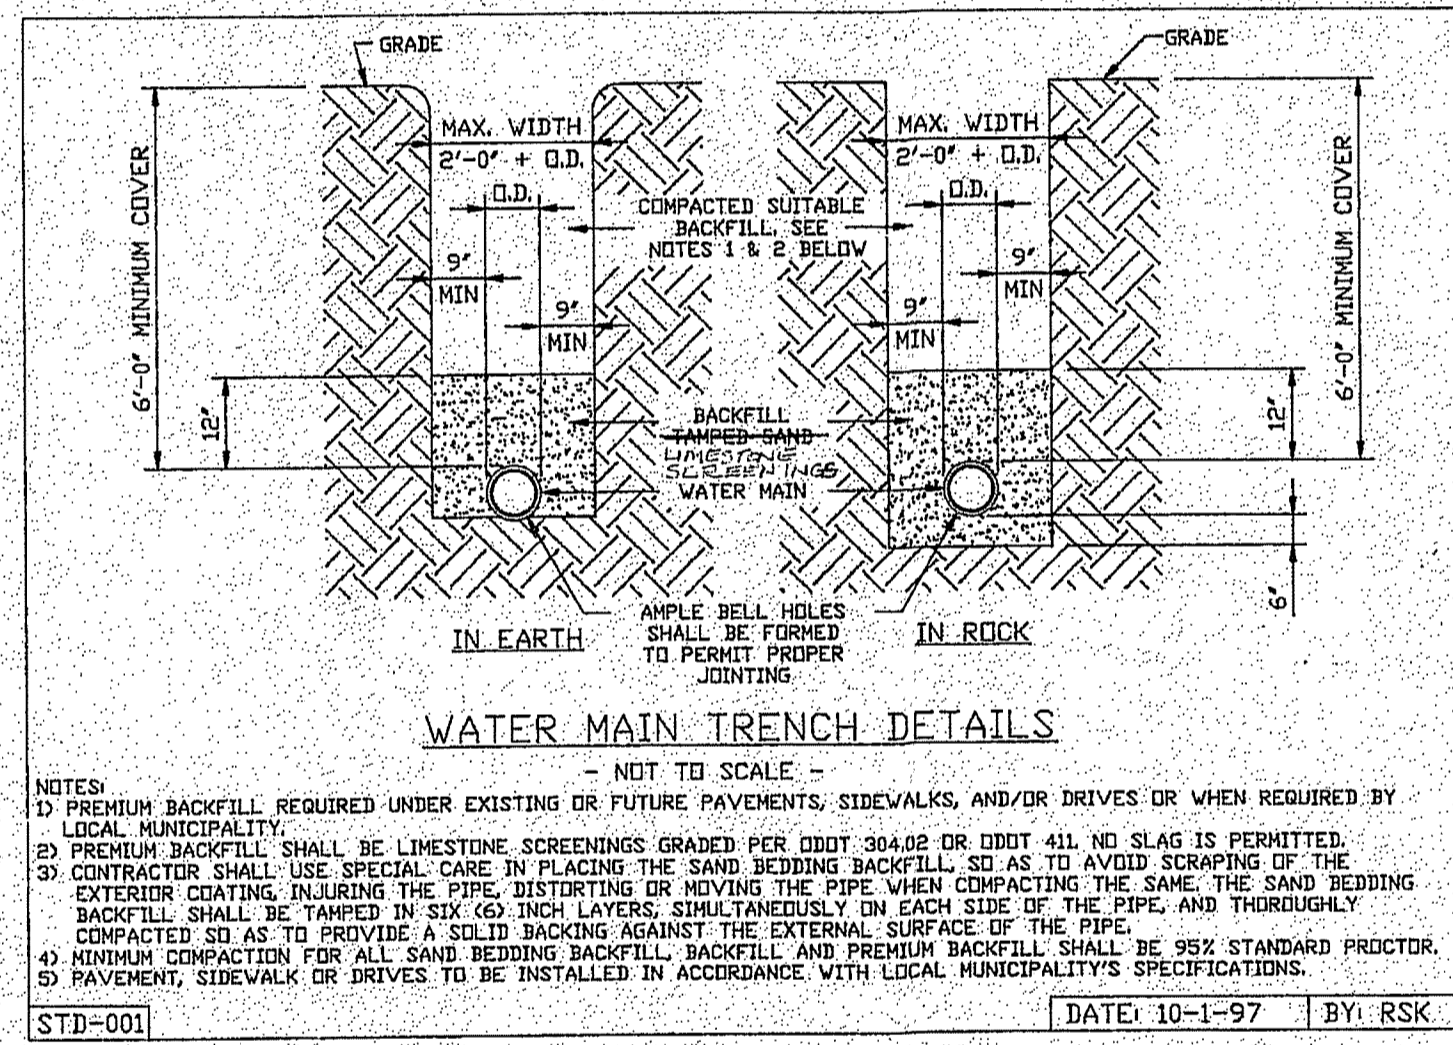 GRADE
GRADE
MAX. WIDTH
2'-0" + O.D.
MAX. WIDTH
2'-0" + O.D.
6'-0" MINIMUM COVER
6'-0" MINIMUM COVER
O.D.
O.D.
COMPACTED SUITABLE
BACKFILL, SEE
NOTES 1 & 2 BELOW
9"
MIN
9"
MIN
9"
MIN
9"
MIN
12"
12"
BACKFILL
TAMPED SAND
LIMESTONE
SCREENINGS
WATER MAIN
6"
AMPLE BELL HOLES
SHALL BE FORMED
TO PERMIT PROPER
JOINTING
IN EARTH
IN ROCK
WATER MAIN TRENCH DETAILS
- NOT TO SCALE -
NOTES:
1) PREMIUM BACKFILL REQUIRED UNDER EXISTING OR FUTURE PAVEMENTS, SIDEWALKS, AND/OR DRIVES OR WHEN REQUIRED BY
LOCAL MUNICIPALITY.
2) PREMIUM BACKFILL SHALL BE LIMESTONE SCREENINGS GRADED PER ODOT 304.02 OR ODOT 411. NO SLAG IS PERMITTED.
3) CONTRACTOR SHALL USE SPECIAL CARE IN PLACING THE SAND BEDDING BACKFILL, SO AS TO AVOID SCRAPING OF THE
EXTERIOR COATING, INJURING THE PIPE, DISTORTING OR MOVING THE PIPE WHEN COMPACTING THE SAME. THE SAND BEDDING
BACKFILL SHALL BE TAMPED IN SIX (6) INCH LAYERS, SIMULTANEOUSLY ON EACH SIDE OF THE PIPE, AND THOROUGHLY
COMPACTED SO AS TO PROVIDE A SOLID BACKING AGAINST THE EXTERNAL SURFACE OF THE PIPE.
4) MINIMUM COMPACTION FOR ALL SAND BEDDING BACKFILL, BACKFILL AND PREMIUM BACKFILL SHALL BE 95% STANDARD PROCTOR.
5) PAVEMENT, SIDEWALK OR DRIVES TO BE INSTALLED IN ACCORDANCE WITH LOCAL MUNICIPALITY'S SPECIFICATIONS.
STD-001
DATE: 10-1-97
BY: RSK